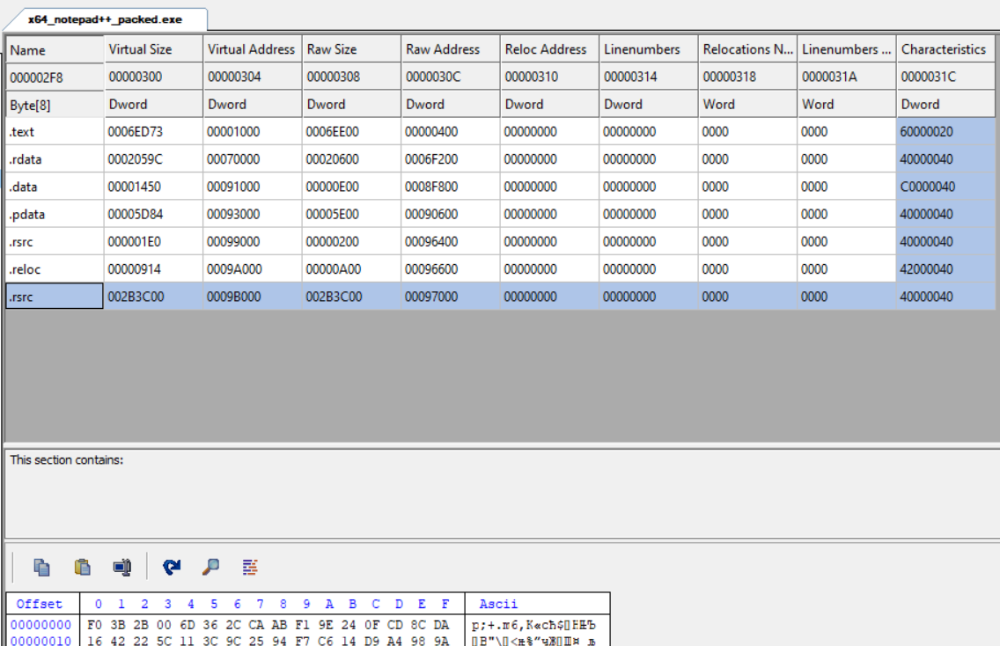 x64_notepad++_packed.exe
Name Virtual Size Virtual Address Raw Size Raw Address Reloc Address Linenumbers Relocations N... Linenumbers ... Characteristics
000002F8 00000300 00000304 00000308 0000030C 00000310 00000314 00000318 0000031A 0000031C
Byte[8] Dword Dword Dword Dword Dword Dword Word Word Dword
.text 0006ED73 00001000 0006EE00 00000400 00000000 00000000 0000 0000 60000020
.rdata 0002059C 00070000 00020600 0006F200 00000000 00000000 0000 0000 40000040
.data 00001450 00091000 00000E00 0008F800 00000000 00000000 0000 0000 C0000040
.pdata 00005D84 00093000 00005E00 00090600 00000000 00000000 0000 0000 40000040
.rsrc 000001E0 00099000 00000200 00096400 00000000 00000000 0000 0000 40000040
.reloc 00000914 0009A000 00000A00 00096600 00000000 00000000 0000 0000 42000040
.rsrc 002B3C00 0009B000 002B3C00 00097000 00000000 00000000 0000 0000 40000040
This section contains:
Offset 0 1 2 3 4 5 6 7 8 9 A B C D E F Ascii
00000000 F0 3B 2B 00 6D 36 2C CA AB F1 9E 24 0F CD 8C DA
00000010 16 42 22 5C 11 3C 9C 25 94 F7 C6 14 D9 A4 98 9A